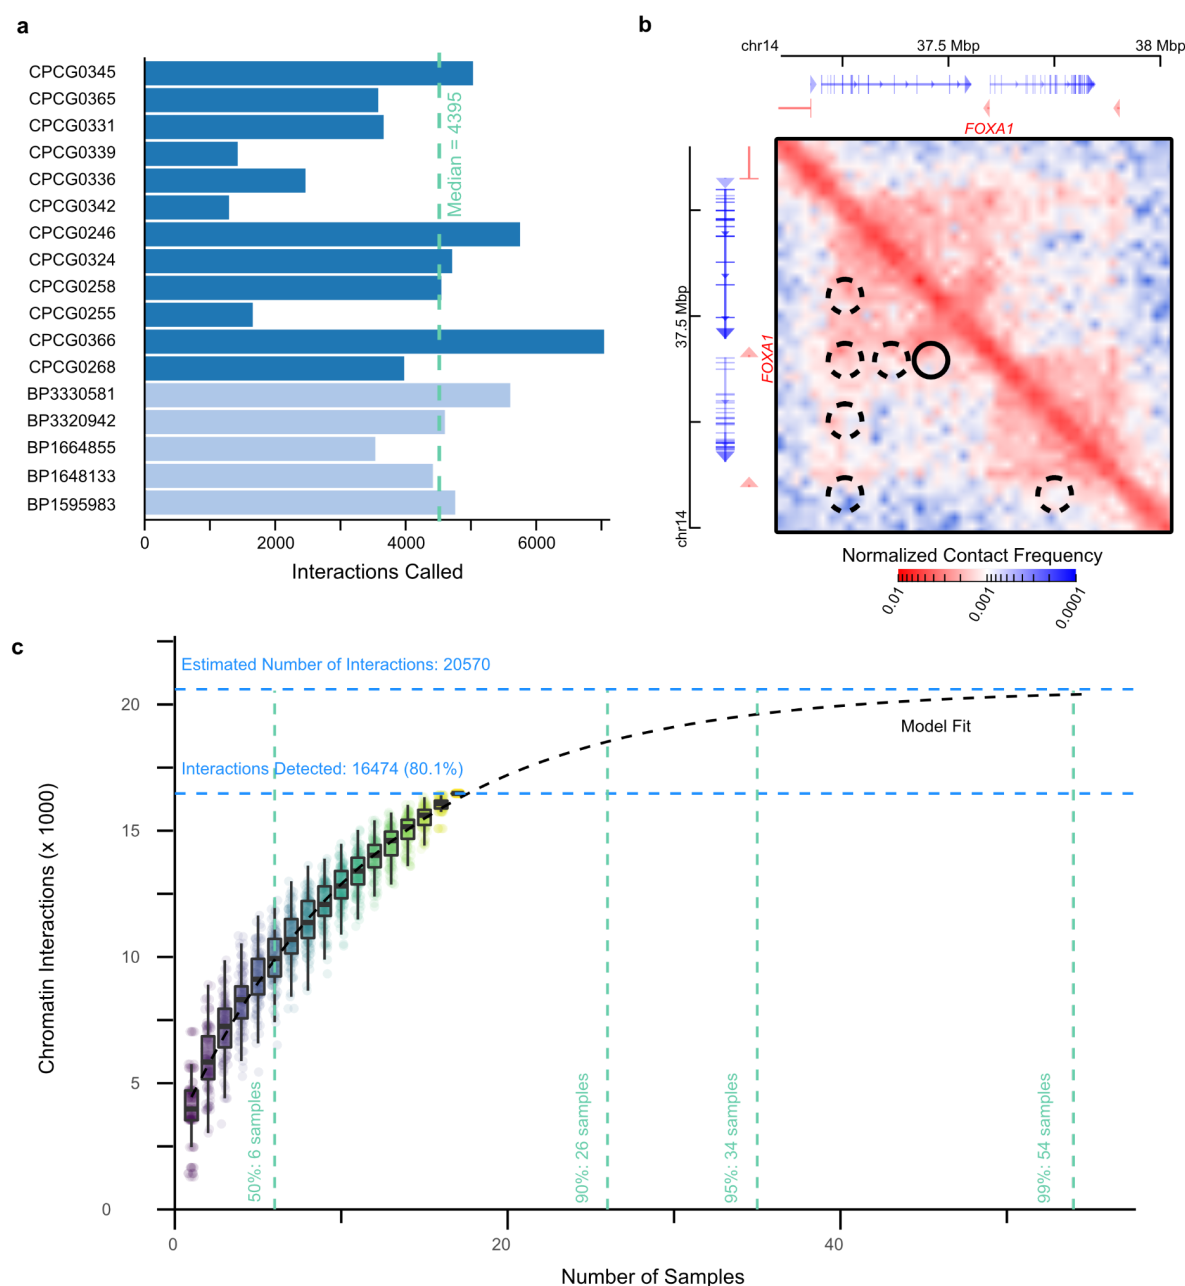 a
CPCG0345
CPCG0365
CPCG0331
CPCG0339
CPCG0336
CPCG0342
CPCG0246
CPCG0324
CPCG0258
CPCG0255
CPCG0366
CPCG0268
BP3330581
BP3320942
BP1664855
BP1648133
BP1595983
Median = 4395
0 2000 4000 6000
Interactions Called
b
chr14 37.5 Mbp 38 Mbp
FOXA1
37.5 Mbp
FOXA1
chr14
Normalized Contact Frequency
0.01 0.001 0.0001
c
Estimated Number of Interactions: 20570
Interactions Detected: 16474 (80.1%)
Model Fit
Chromatin Interactions (x 1000)
20
15
10
5
0
50%: 6 samples
90%: 26 samples
95%: 34 samples
99%: 54 samples
0 20 40
Number of Samples